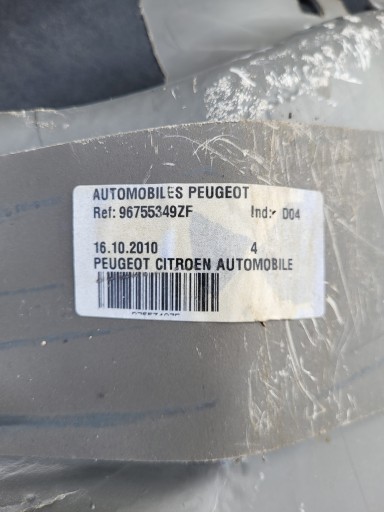 AUTOMOBILES PEUGEOT
Ref: 96755349ZF Ind: D04
16.10.2010 4
PEUGEOT CITROEN AUTOMOBILE